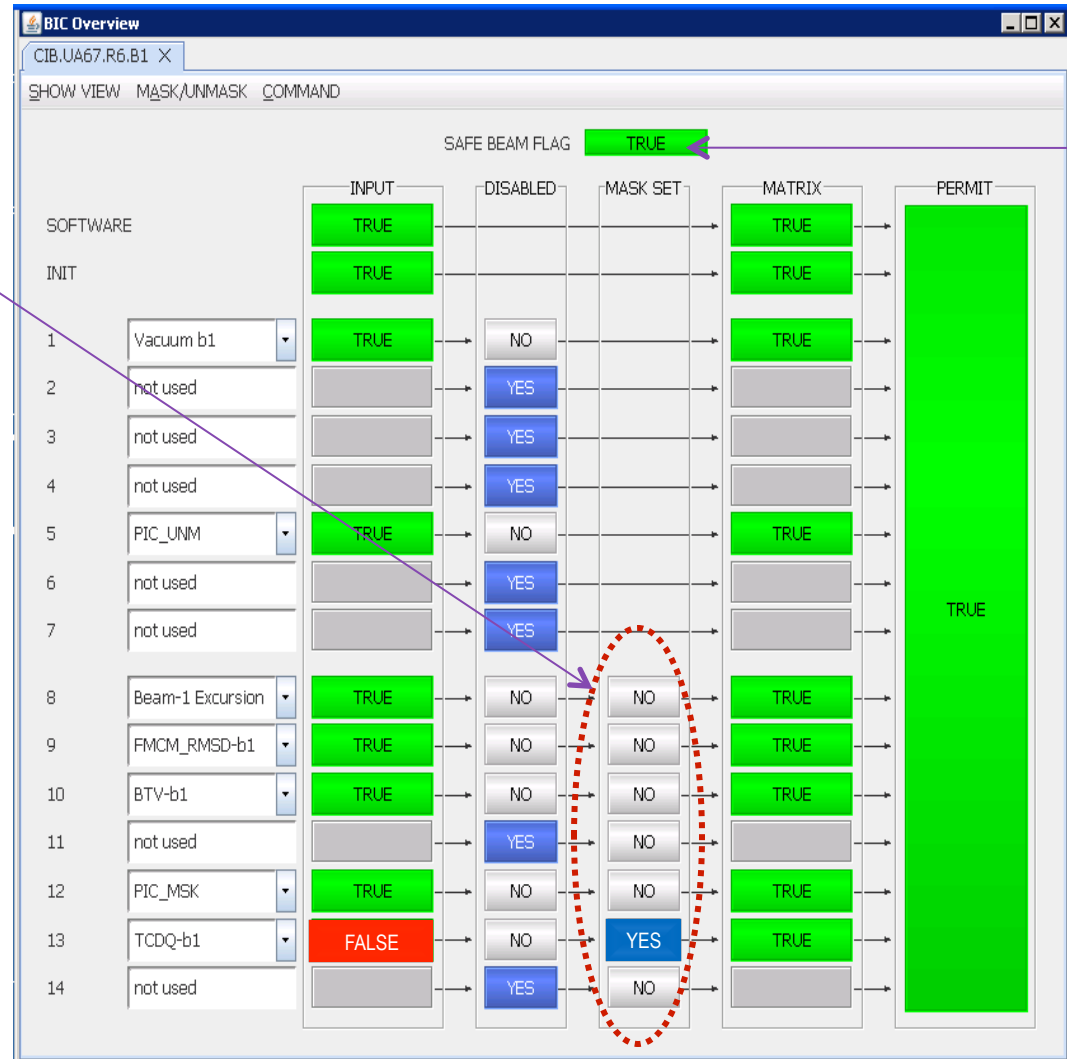 BIC Overview
CIB.UA67.R6.B1
SHOW VIEW MASK/UNMASK COMMAND
SAFE BEAM FLAG TRUE
INPUT DISABLED MASK SET MATRIX PERMIT
SOFTWARE TRUE TRUE
INIT TRUE TRUE
1 Vacuum b1 TRUE NO TRUE
2 not used YES
3 not used YES
4 not used YES
5 PIC_UNM TRUE NO TRUE
6 not used YES
TRUE
7 not used YES
8 Beam-1 Excursion TRUE NO NO TRUE
9 FMCM_RMSD-b1 TRUE NO NO TRUE
10 BTV-b1 TRUE NO NO TRUE
11 not used YES NO
12 PIC_MSK TRUE NO NO TRUE
13 TCDQ-b1 FALSE NO YES TRUE
14 not used YES NO